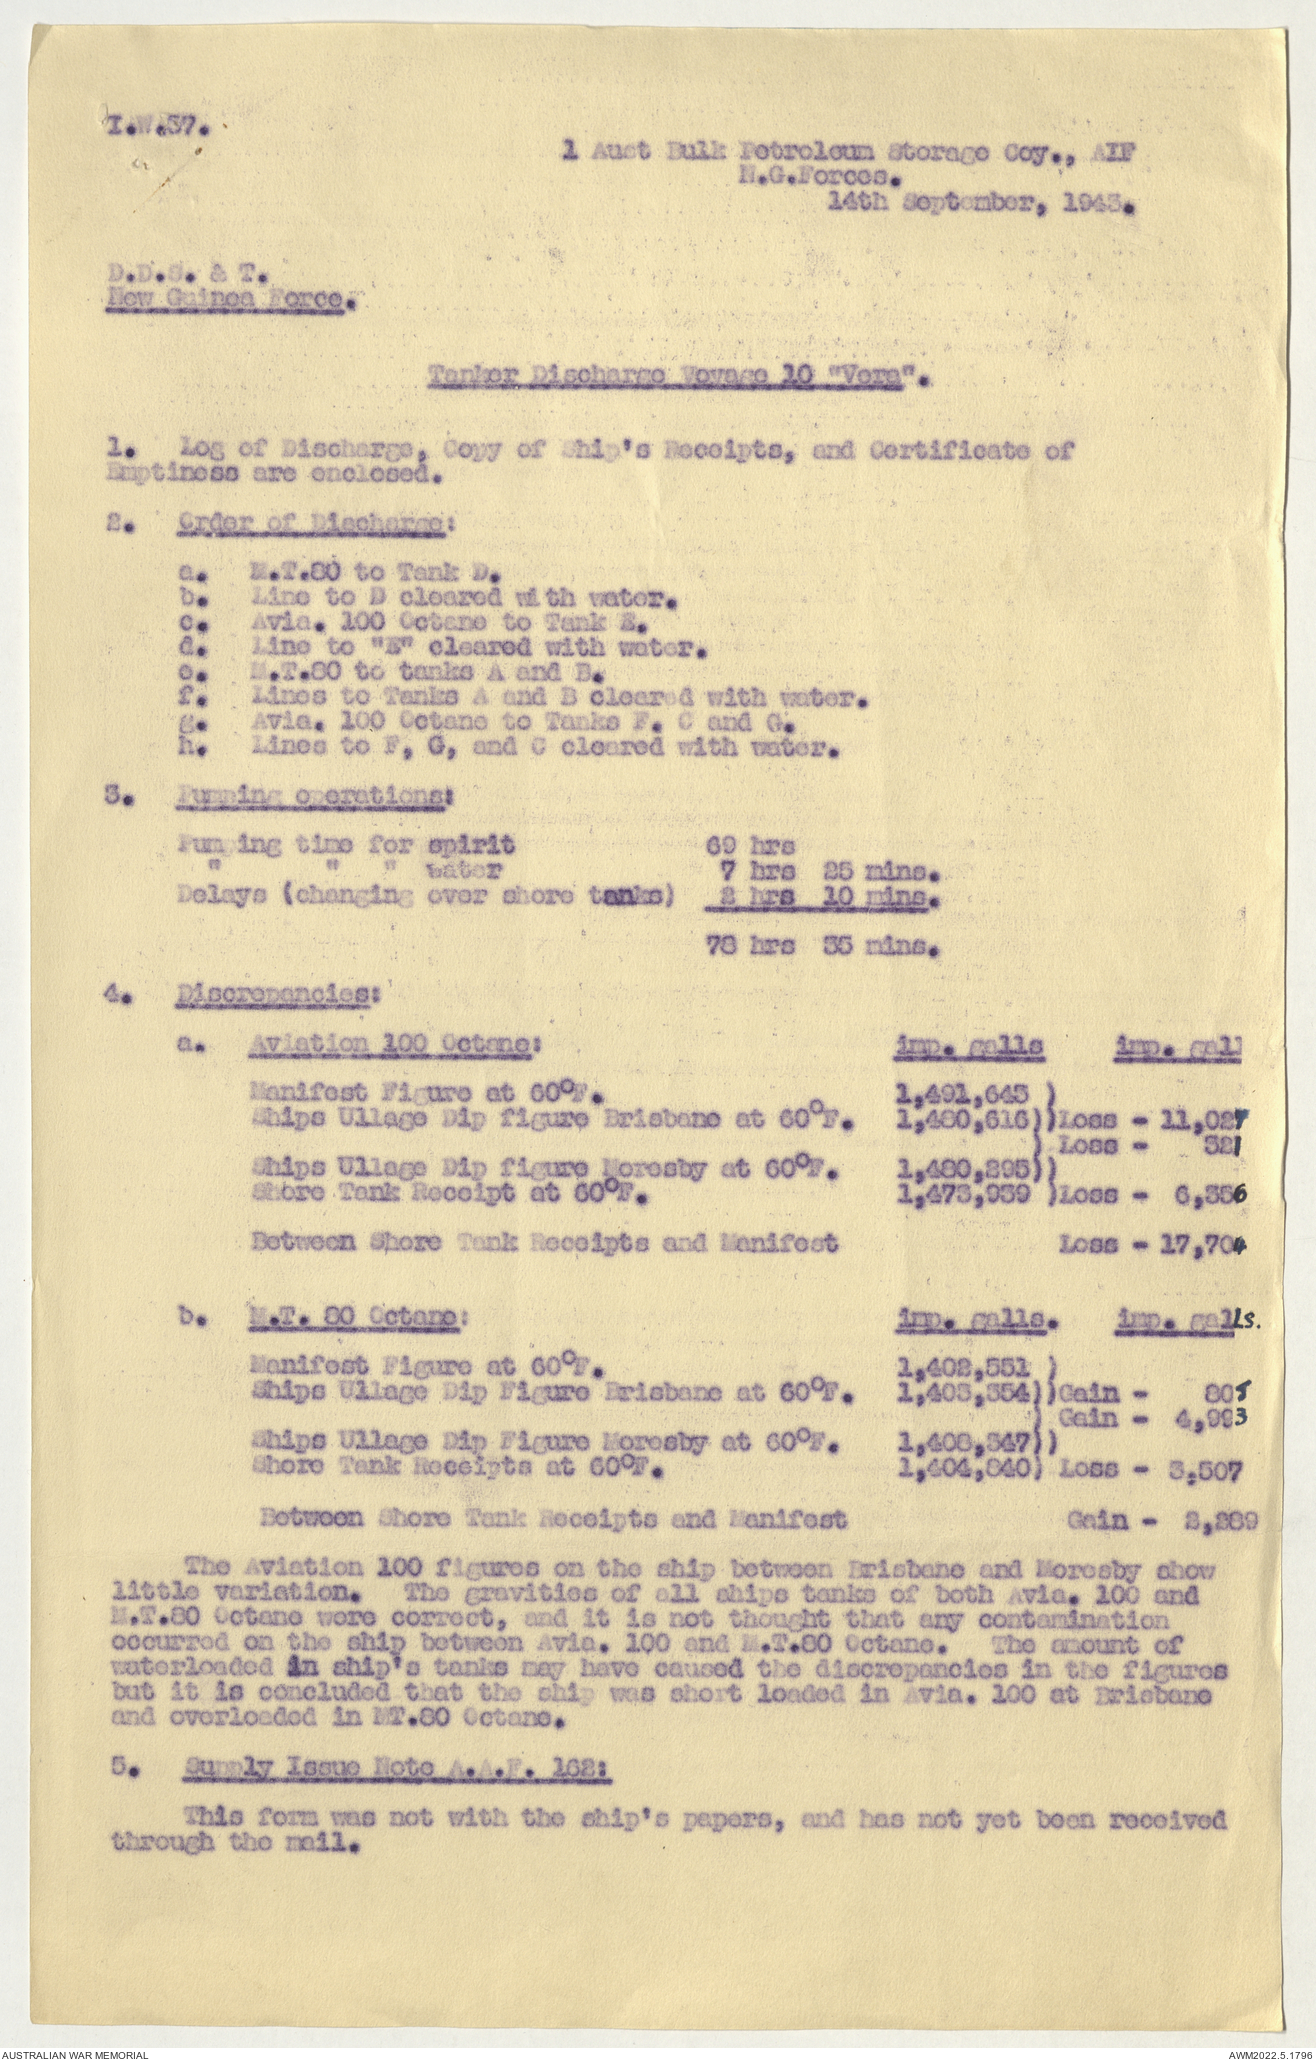 I.W.37.
1 Aust Bulk Petroleum Storage Coy., AIF
N.G.Forces.
14th September, 1943.
D.D.S. & T.
New Guinea Force.
Tanker Discharge Voyage 10 "Vera".
1. Log of Discharge, Copy of Ship's Receipts, and Certificate of
Emptiness are enclosed.
2. Order of Discharge:
a. M.T.80 to Tank D.
b. Line to D cleared with water.
c. Avia. 100 Octane to Tank E.
d. Line to "E" cleared with water.
e. M.T.80 to tanks A and B.
f. Lines to Tanks A and B cleared with water.
g. Avia. 100 Octane to Tanks F. C and G.
h. Lines to F, G, and C cleared with water.
3. Pumping operations:
Pumping time for spirit 69 hrs
" " " water 7 hrs 25 mins.
Delays (changing over shore tanks) 2 hrs 10 mins.
78 hrs 35 mins.
4. Discrepancies:
a. Aviation 100 Octane: imp. galls imp. gall
Manifest Figure at 60°F. 1,491,643 )
Ships Ullage Dip figure Brisbane at 60°F. 1,480,616))Loss - 11,027
) Loss - 321
Ships Ullage Dip figure Moresby at 60°F. 1,480,295))
Shore Tank Receipt at 60°F. 1,473,939 )Loss - 6,356
Between Shore Tank Receipts and Manifest Loss - 17,704
b. M.T. 80 Octane: imp. galls. imp. galls.
Manifest Figure at 60°F. 1,402,551 )
Ships Ullage Dip Figure Brisbane at 60°F. 1,403,354))Gain - 805
) Gain - 4,993
Ships Ullage Dip Figure Moresby at 60°F. 1,408,347))
Shore Tank Receipts at 60°F. 1,404,840) Loss - 3,507
Between Shore Tank Receipts and Manifest Gain - 2,289
The Aviation 100 figures on the ship between Brisbane and Moresby show
little variation. The gravities of all ships tanks of both Avia. 100 and
M.T.80 Octane were correct, and it is not thought that any contamination
occurred on the ship between Avia. 100 and M.T.80 Octane. The amount of
waterloaded in ship's tanks may have caused the discrepancies in the figures
but it is concluded that the ship was short loaded in Avia. 100 at Brisbane
and overloaded in MT.80 Octane.
5. Supply Issue Note A.A.F. 162:
This form was not with the ship's papers, and has not yet been received
through the mail.
AUSTRALIAN WAR MEMORIAL
AWM2022.5.1796